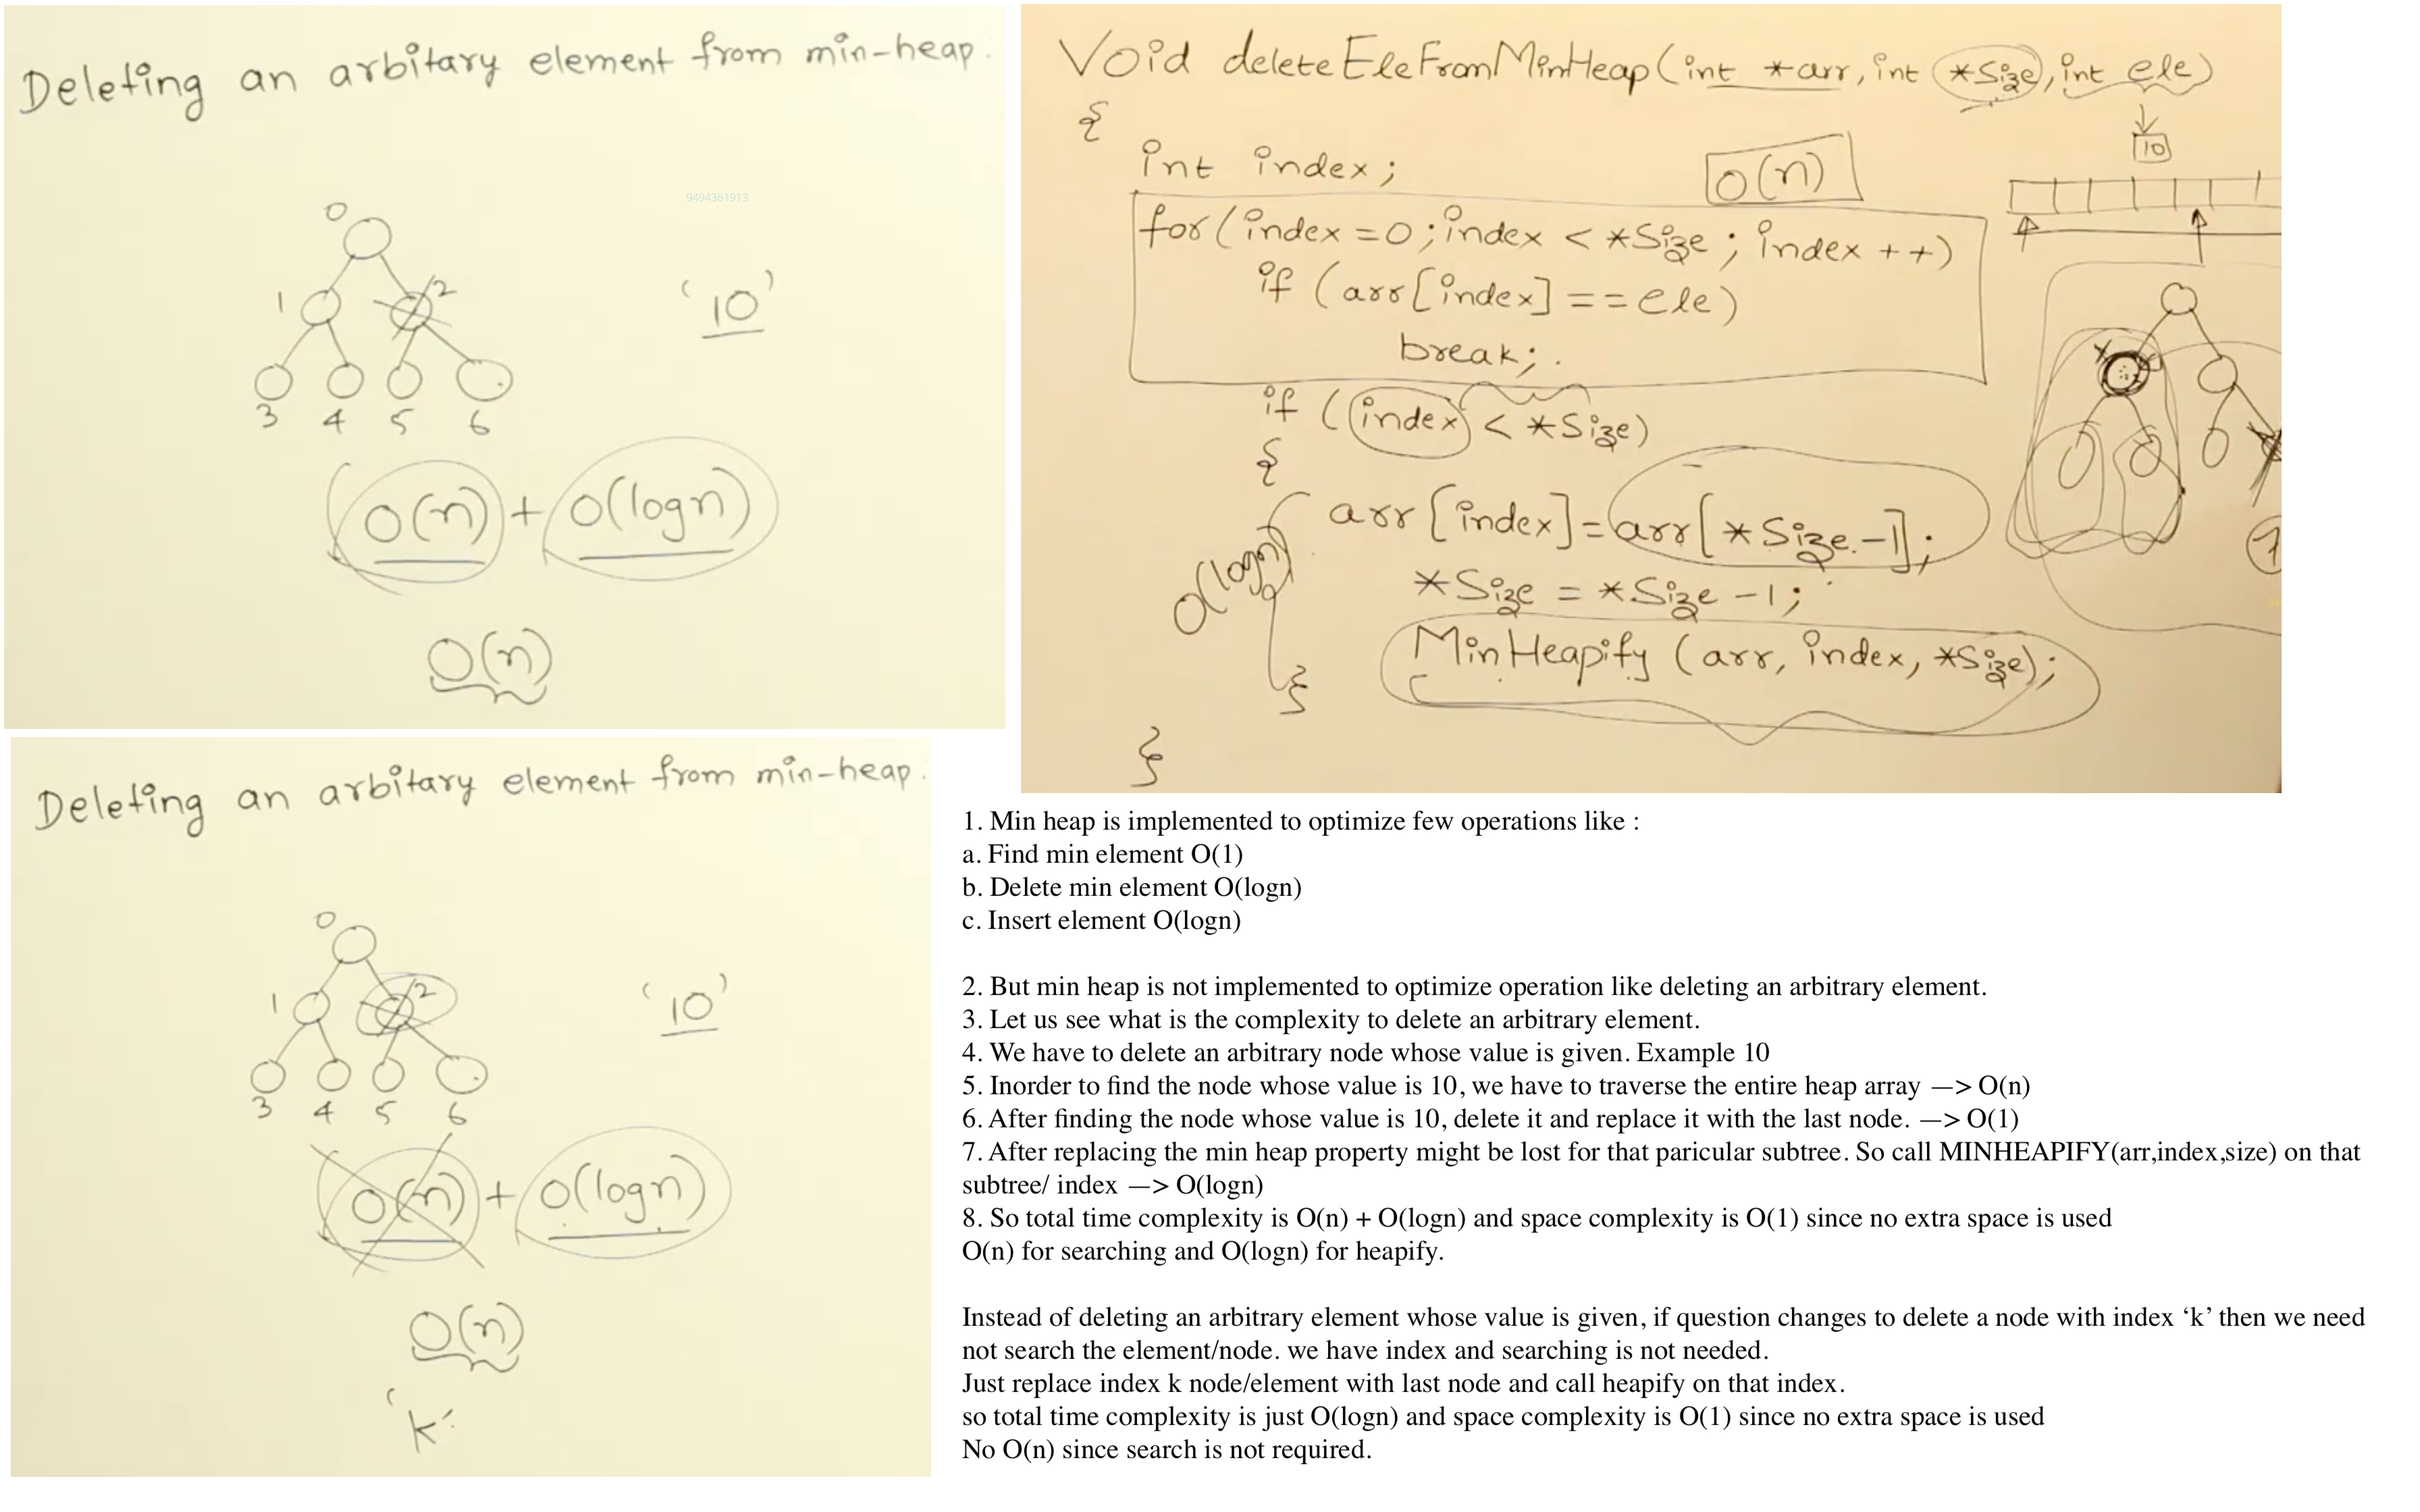 Deleting an arbitary element from min-heap.
9494361913
0
1
2
'10'
3 4 5 6
O(n) + O(logn)
O(n)
Void deleteEleFromMinHeap(int *arr, int *Size, int ele)
{
10
int index;
O(n)
for(index=0; index < *Size; index ++)
if (arr[index] == ele)
break;
if (index < *Size)
{
arr[index] = arr[*Size-1];
O(logn)
*Size = *Size -1;
MinHeapify (arr, index, *Size);
}
}
Deleting an arbitary element from min-heap.
0
1
2
'10'
3 4 5 6
O(n) + O(logn)
O(n)
'k'
1. Min heap is implemented to optimize few operations like :
a. Find min element O(1)
b. Delete min element O(logn)
c. Insert element O(logn)
2. But min heap is not implemented to optimize operation like deleting an arbitrary element.
3. Let us see what is the complexity to delete an arbitrary element.
4. We have to delete an arbitrary node whose value is given. Example 10
5. Inorder to find the node whose value is 10, we have to traverse the entire heap array —> O(n)
6. After finding the node whose value is 10, delete it and replace it with the last node. —> O(1)
7. After replacing the min heap property might be lost for that paricular subtree. So call MINHEAPIFY(arr,index,size) on that
subtree/ index —> O(logn)
8. So total time complexity is O(n) + O(logn) and space complexity is O(1) since no extra space is used
O(n) for searching and O(logn) for heapify.
Instead of deleting an arbitrary element whose value is given, if question changes to delete a node with index ‘k’ then we need
not search the element/node. we have index and searching is not needed.
Just replace index k node/element with last node and call heapify on that index.
so total time complexity is just O(logn) and space complexity is O(1) since no extra space is used
No O(n) since search is not required.